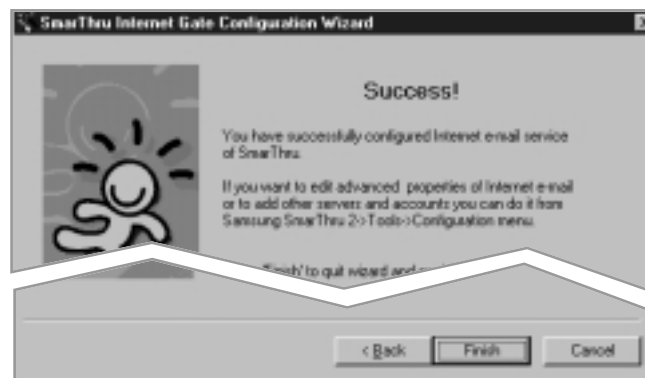 SmarThru Internet Gate Configuration Wizard
Success!
You have successfully configured Internet e-mail service
of SmarThru.
If you want to edit advanced properties of Internet e-mail
or to add other servers and accounts you can do it from
Samsung SmarThru 2->Tools->Configuration menu.
'Finish' to quit wizard and
< Back
Finish
Cancel